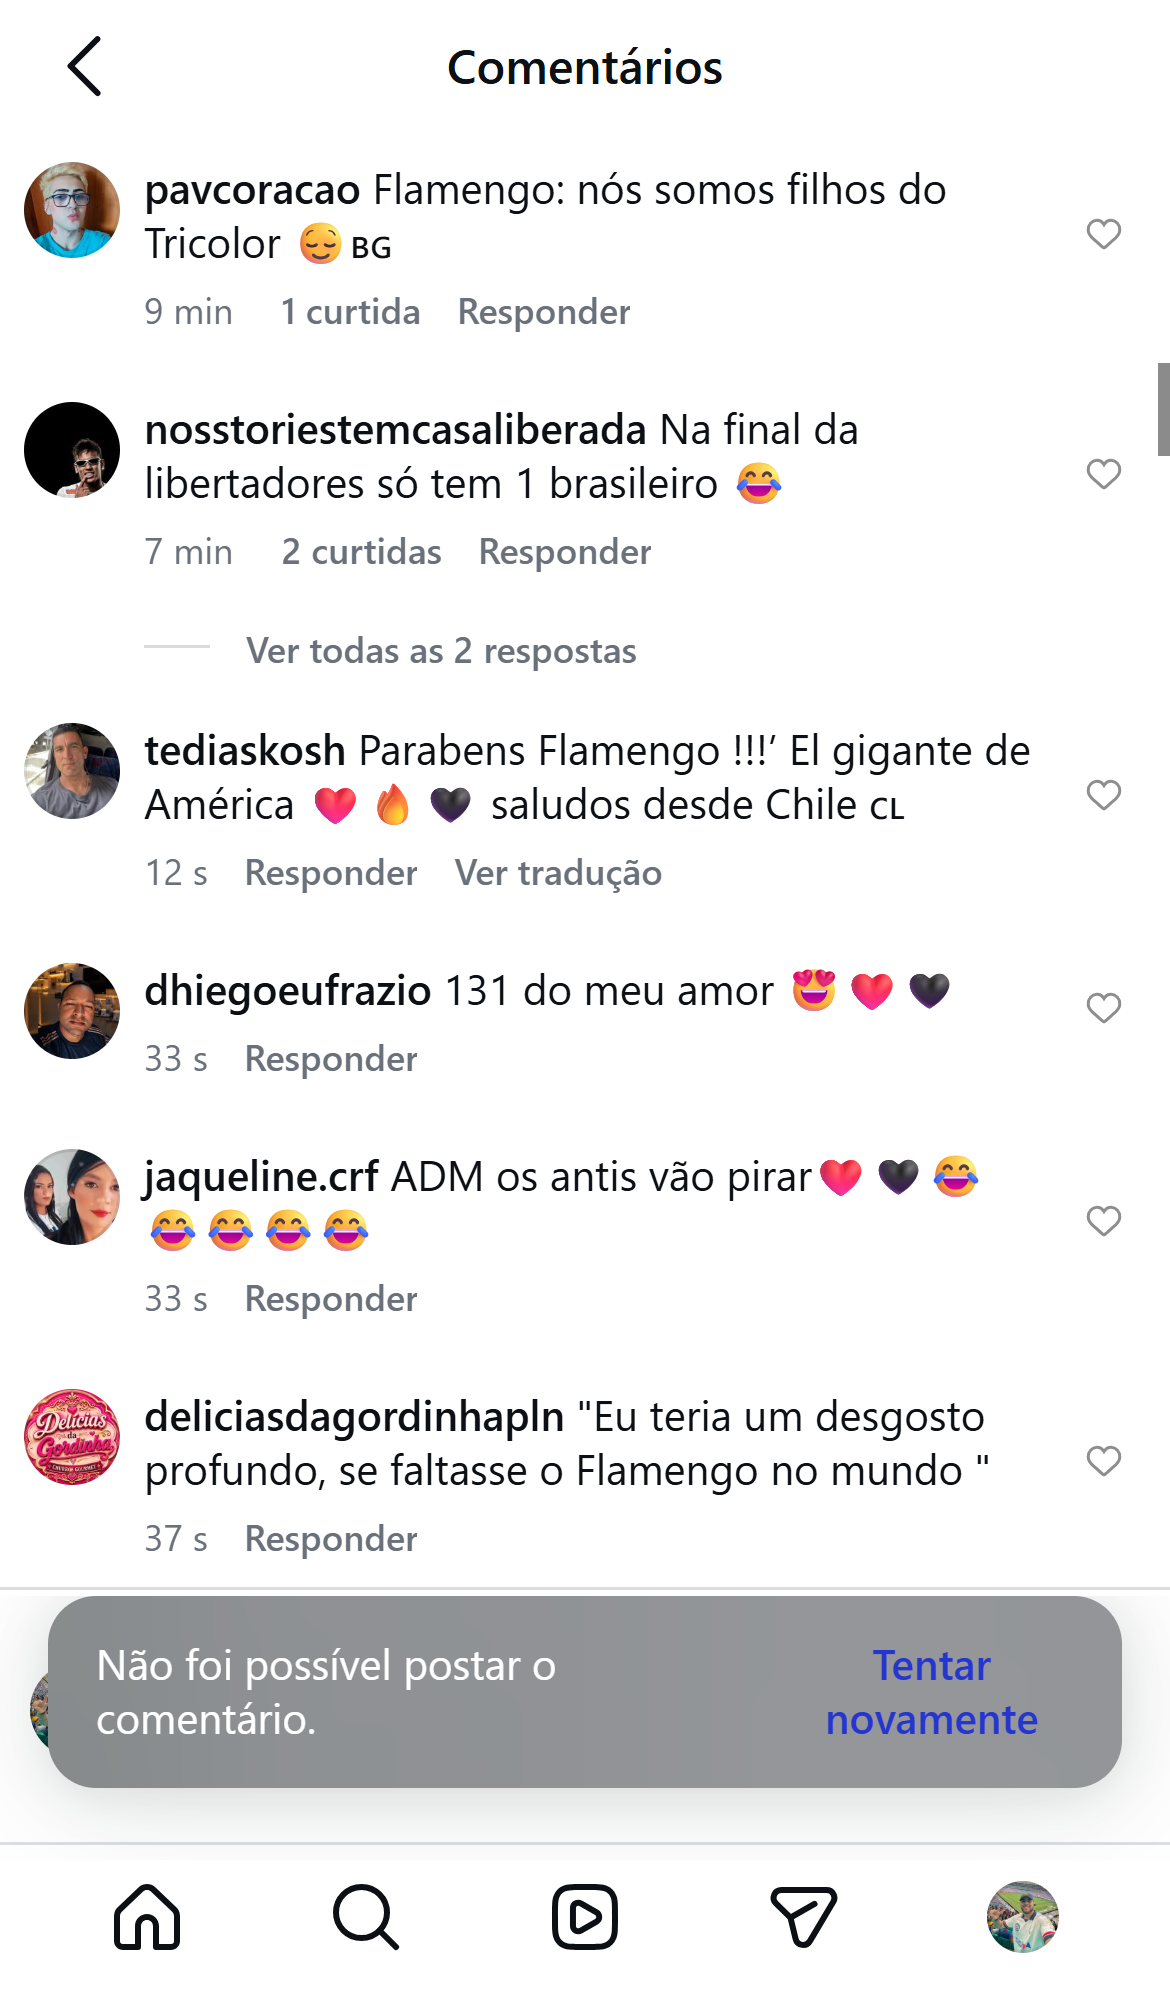 Comentários
pavcoracao Flamengo: nós somos filhos do
Tricolor 😌 BG
9 min 1 curtida Responder
nosstoriestemcasaliberada Na final da
libertadores só tem 1 brasileiro 😂
7 min 2 curtidas Responder
Ver todas as 2 respostas
tediaskosh Parabens Flamengo !!!’ El gigante de
América ❤️🔥🖤 saludos desde Chile CL
12 s Responder Ver tradução
dhiegoeufrazio 131 do meu amor 😍❤️🖤
33 s Responder
jaqueline.crf ADM os antis vão pirar❤️🖤😂
😂😂😂😂
33 s Responder
Delícias
da
Gordinha
deliciasdagordinhapln "Eu teria um desgosto
profundo, se faltasse o Flamengo no mundo "
37 s Responder
Não foi possível postar o
comentário.
Tentar
novamente